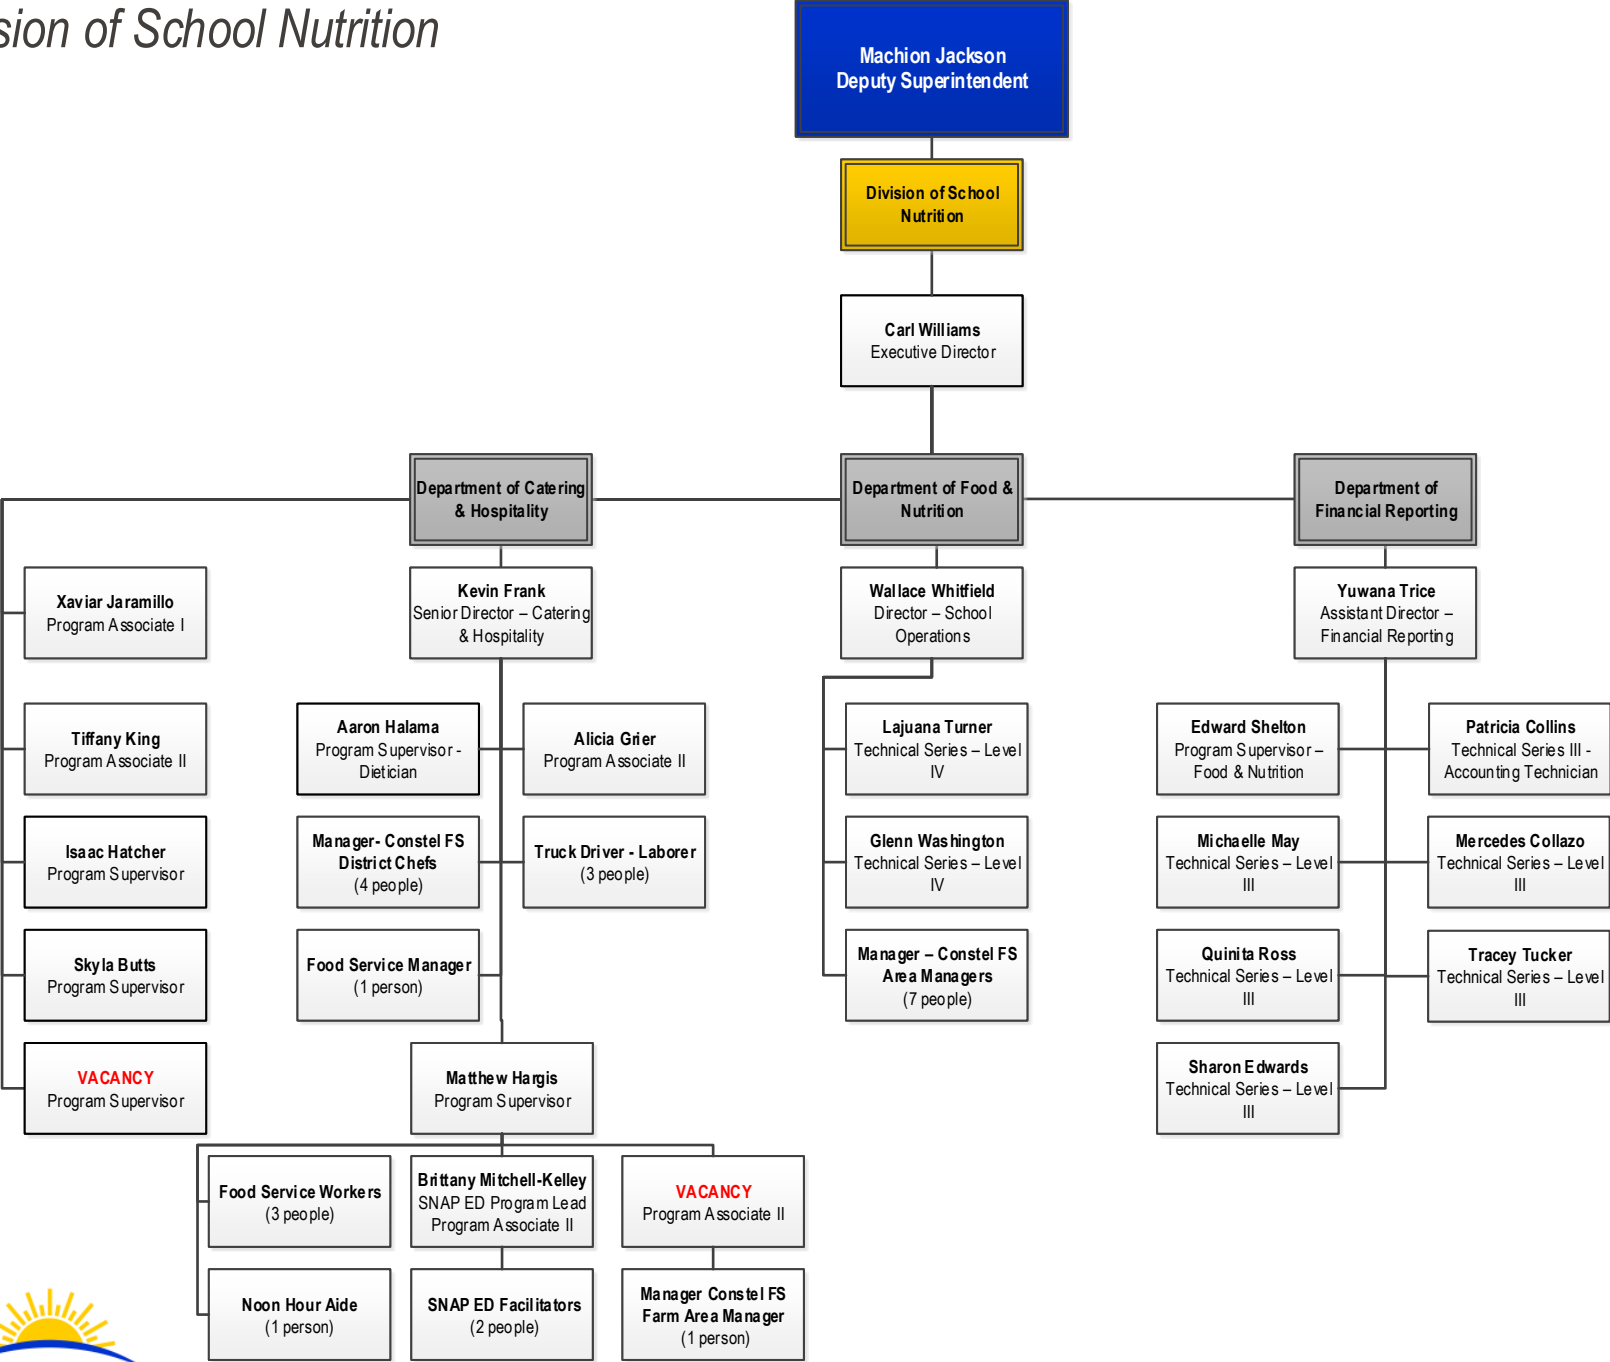 sion of School Nutrition
Machion Jackson
Deputy Superintendent
Division of School
Nutrition
Carl Williams
Executive Director
Department of Catering
& Hospitality
Department of Food &
Nutrition
Department of
Financial Reporting
Xaviar Jaramillo
Program Associate I
Kevin Frank
Senior Director – Catering
& Hospitality
Wallace Whitfield
Director – School
Operations
Yuwana Trice
Assistant Director –
Financial Reporting
Tiffany King
Program Associate II
Aaron Halama
Program Supervisor -
Dietician
Alicia Grier
Program Associate II
Lajuana Turner
Technical Series – Level
IV
Edward Shelton
Program Supervisor –
Food & Nutrition
Patricia Collins
Technical Series III -
Accounting Technician
Isaac Hatcher
Program Supervisor
Manager- Constel FS
District Chefs
(4 people)
Truck Driver - Laborer
(3 people)
Glenn Washington
Technical Series – Level
IV
Michaelle May
Technical Series – Level
III
Mercedes Collazo
Technical Series – Level
III
Skyla Butts
Program Supervisor
Food Service Manager
(1 person)
Manager – Constel FS
Area Managers
(7 people)
Quinita Ross
Technical Series – Level
III
Tracey Tucker
Technical Series – Level
III
VACANCY
Program Supervisor
Matthew Hargis
Program Supervisor
Sharon Edwards
Technical Series – Level
III
Food Service Workers
(3 people)
Brittany Mitchell-Kelley
SNAP ED Program Lead
Program Associate II
VACANCY
Program Associate II
Noon Hour Aide
(1 person)
SNAP ED Facilitators
(2 people)
Manager Constel FS
Farm Area Manager
(1 person)